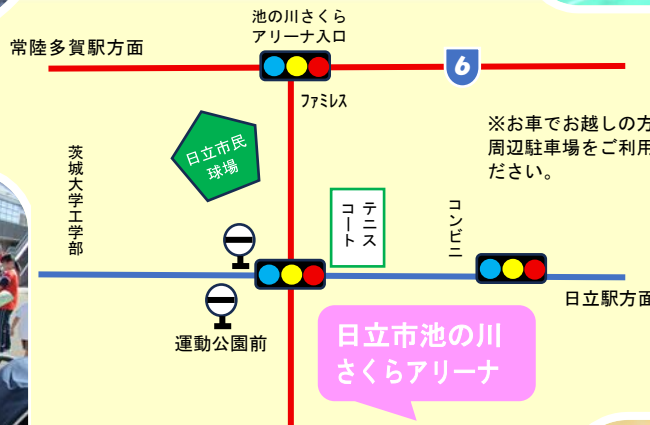 池の川さくら
アリーナ入口
常陸多賀駅方面
6
ファミレス
※お車でお越しの方
周辺駐車場をご利用
ださい。
日立市民
球場
茨城大学工学部
テニス
コート
コンビニ
日立駅方面
運動公園前
日立市池の川
さくらアリーナ